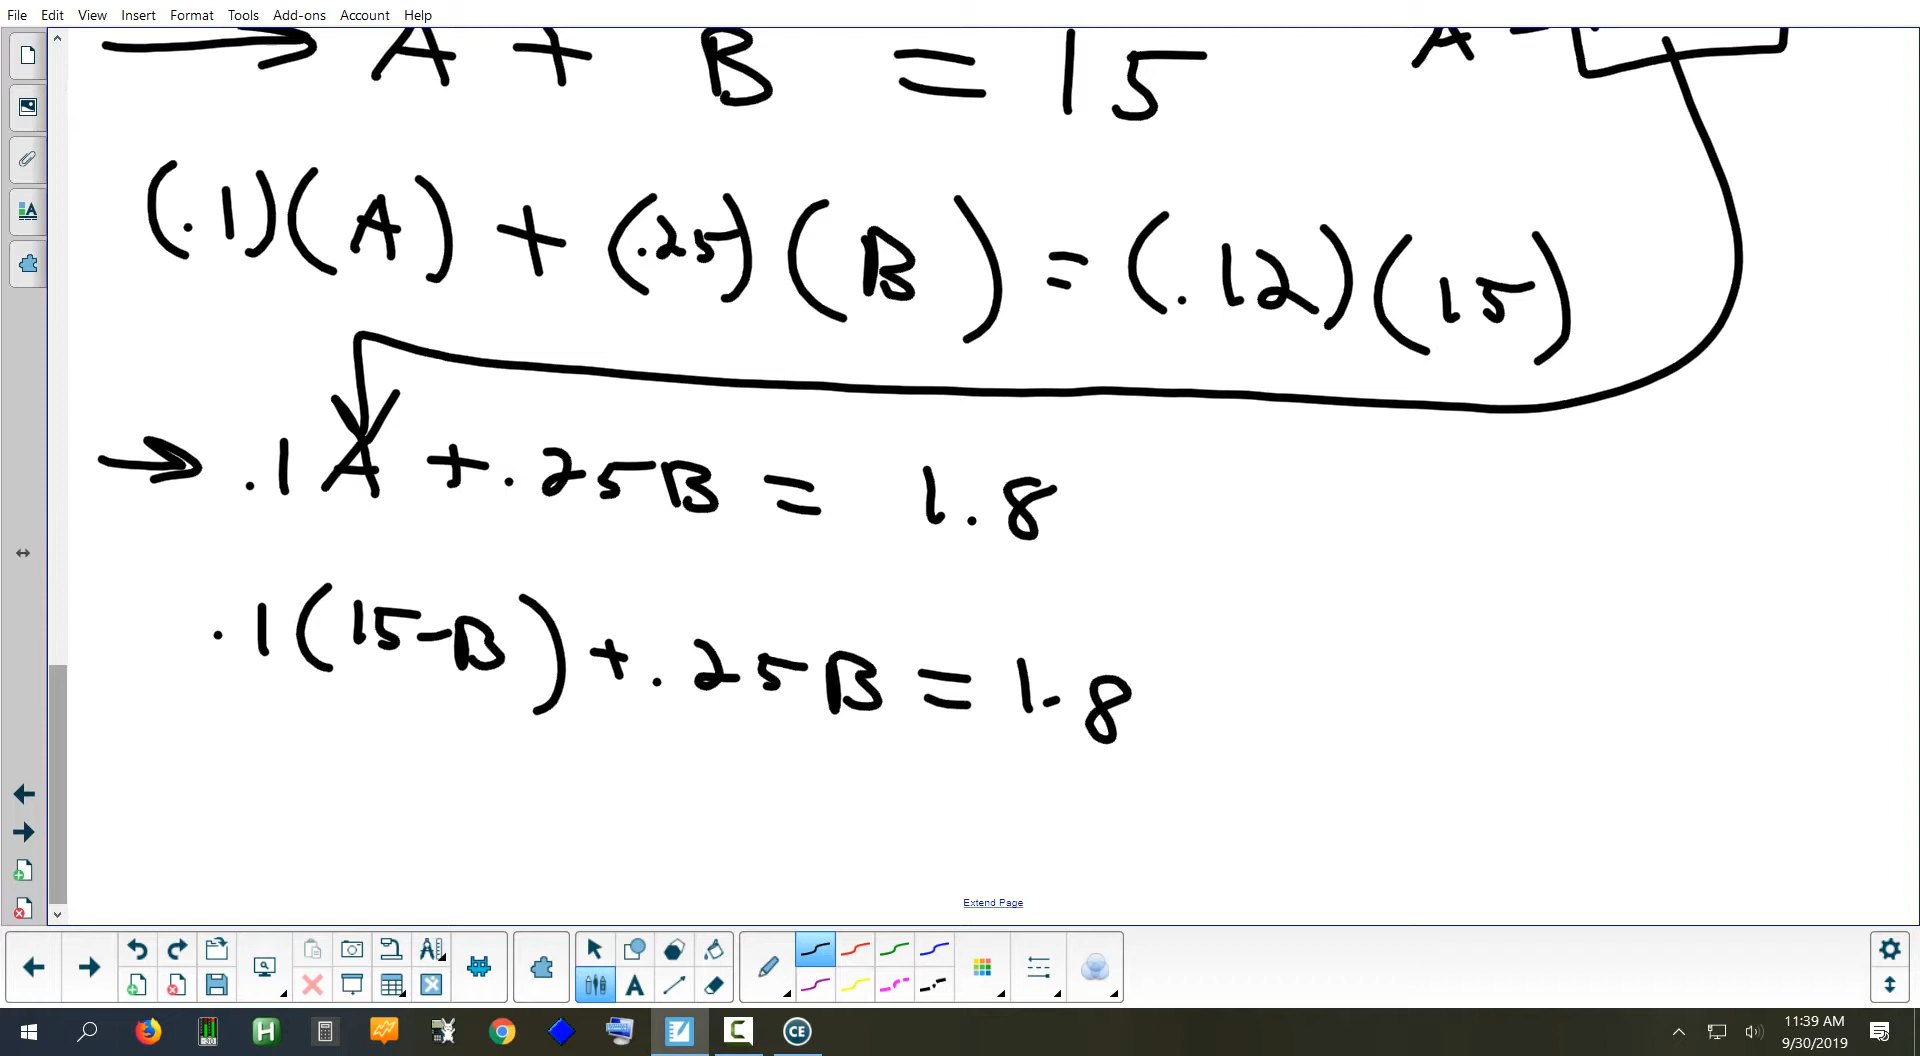 File Edit View Insert Format Tools Add-ons Account Help
→ A + B = 15
A =
(.1)(A) + (.25)(B) = (.12)(15)
→ .1A + .25B = 1.8
.1(15-B) + .25B = 1.8
Extend Page
11:39 AM
9/30/2019